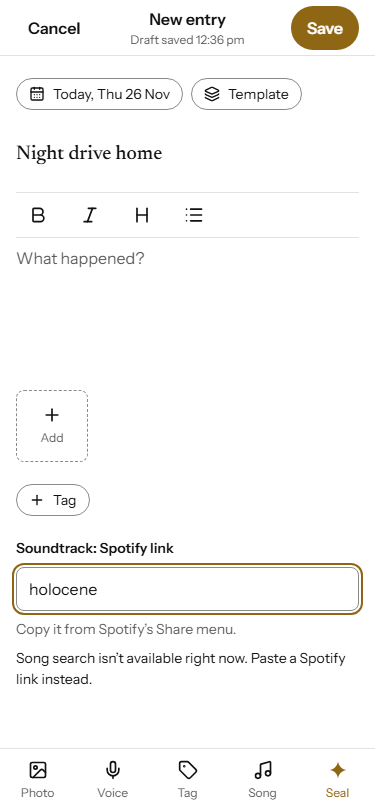 Cancel
New entry
Draft saved 12:36 pm
Save
Today, Thu 26 Nov
Template
Night drive home
B I H
What happened?
Add
Tag
Soundtrack: Spotify link
holocene
Copy it from Spotify’s Share menu.
Song search isn’t available right now. Paste a Spotify
link instead.
Photo
Voice
Tag
Song
Seal